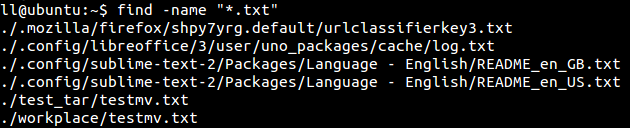 ll@ubuntu:~$ find -name "*.txt"
./.mozilla/firefox/shpy7yrg.default/urlclassifierkey3.txt
./.config/libreoffice/3/user/uno_packages/cache/log.txt
./.config/sublime-text-2/Packages/Language - English/README_en_GB.txt
./.config/sublime-text-2/Packages/Language - English/README_en_US.txt
./test_tar/testmv.txt
./workplace/testmv.txt